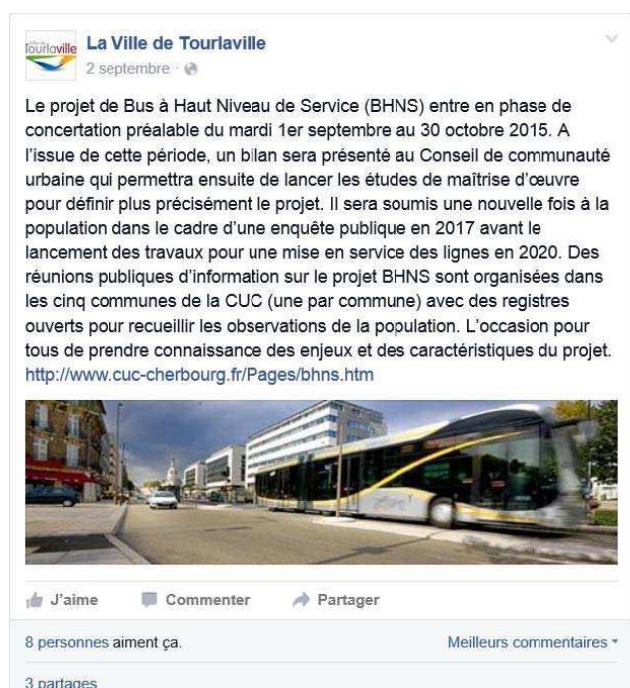 Tourlaville
La Ville de Tourlaville
2 septembre ·
Le projet de Bus à Haut Niveau de Service (BHNS) entre en phase de
concertation préalable du mardi 1er septembre au 30 octobre 2015. A
l'issue de cette période, un bilan sera présenté au Conseil de communauté
urbaine qui permettra ensuite de lancer les études de maîtrise d'œuvre
pour définir plus précisément le projet. Il sera soumis une nouvelle fois à la
population dans le cadre d'une enquête publique en 2017 avant le
lancement des travaux pour une mise en service des lignes en 2020. Des
réunions publiques d'information sur le projet BHNS sont organisées dans
les cinq communes de la CUC (une par commune) avec des registres
ouverts pour recueillir les observations de la population. L'occasion pour
tous de prendre connaissance des enjeux et des caractéristiques du projet.
http://www.cuc-cherbourg.fr/Pages/bhns.htm
J'aime Commenter Partager
8 personnes aiment ça. Meilleurs commentaires
3 partages